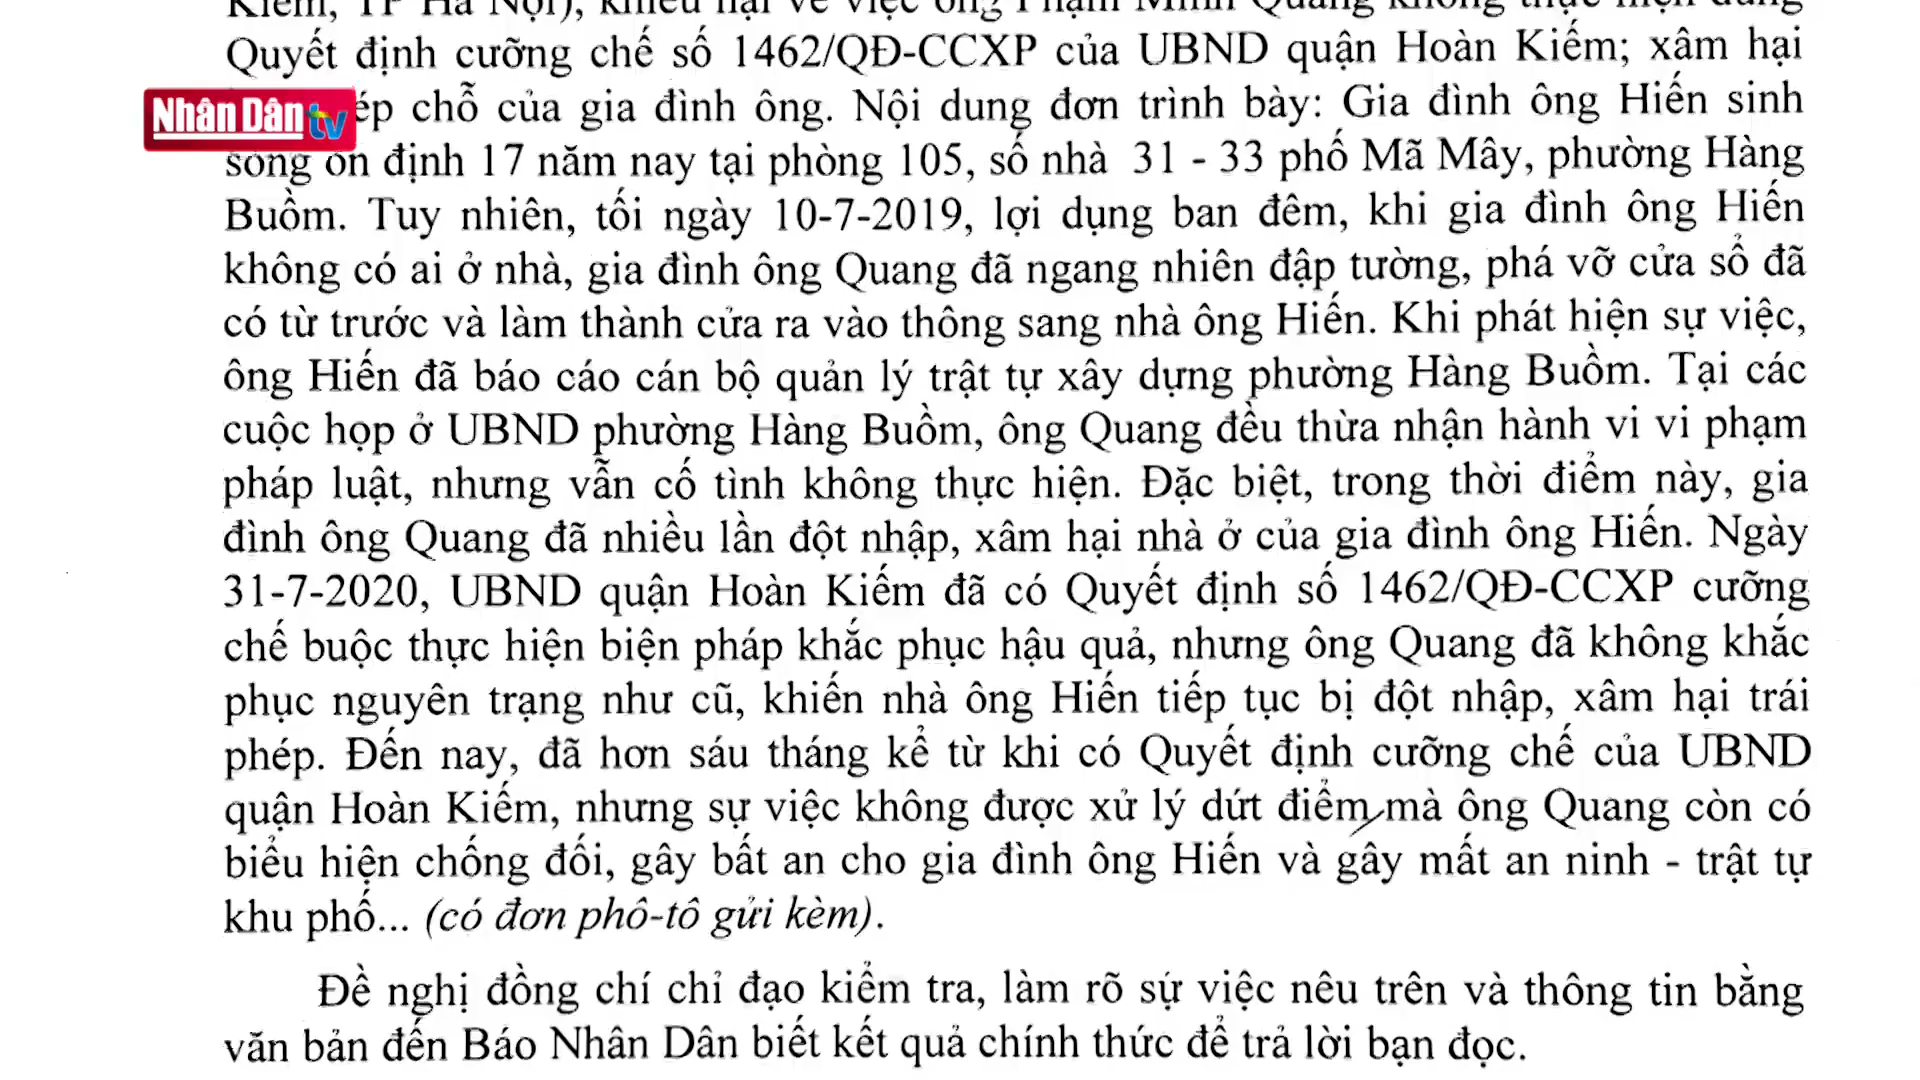 Kiếm, TP Hà Nội), khiếu nại về việc ông Phạm Minh Quang không thực hiện đúng
Quyết định cưỡng chế số 1462/QĐ-CCXP của UBND quận Hoàn Kiếm; xâm hại
Nhân Dân tv
chỗ của gia đình ông. Nội dung đơn trình bày: Gia đình ông Hiến sinh
sống ổn định 17 năm nay tại phòng 105, số nhà 31 - 33 phố Mã Mây, phường Hàng
Buồm. Tuy nhiên, tối ngày 10-7-2019, lợi dụng ban đêm, khi gia đình ông Hiến
không có ai ở nhà, gia đình ông Quang đã ngang nhiên đập tường, phá vỡ cửa sổ đã
có từ trước và làm thành cửa ra vào thông sang nhà ông Hiến. Khi phát hiện sự việc,
ông Hiến đã báo cáo cán bộ quản lý trật tự xây dựng phường Hàng Buồm. Tại các
cuộc họp ở UBND phường Hàng Buồm, ông Quang đều thừa nhận hành vi vi phạm
pháp luật, nhưng vẫn cố tình không thực hiện. Đặc biệt, trong thời điểm này, gia
đình ông Quang đã nhiều lần đột nhập, xâm hại nhà ở của gia đình ông Hiến. Ngày
31-7-2020, UBND quận Hoàn Kiếm đã có Quyết định số 1462/QĐ-CCXP cưỡng
chế buộc thực hiện biện pháp khắc phục hậu quả, nhưng ông Quang đã không khắc
phục nguyên trạng như cũ, khiến nhà ông Hiến tiếp tục bị đột nhập, xâm hại trái
phép. Đến nay, đã hơn sáu tháng kể từ khi có Quyết định cưỡng chế của UBND
quận Hoàn Kiếm, nhưng sự việc không được xử lý dứt điểm mà ông Quang còn có
biểu hiện chống đối, gây bất an cho gia đình ông Hiến và gây mất an ninh - trật tự
khu phố... (có đơn phô-tô gửi kèm).
Đề nghị đồng chí chỉ đạo kiểm tra, làm rõ sự việc nêu trên và thông tin bằng
văn bản đến Báo Nhân Dân biết kết quả chính thức để trả lời bạn đọc.